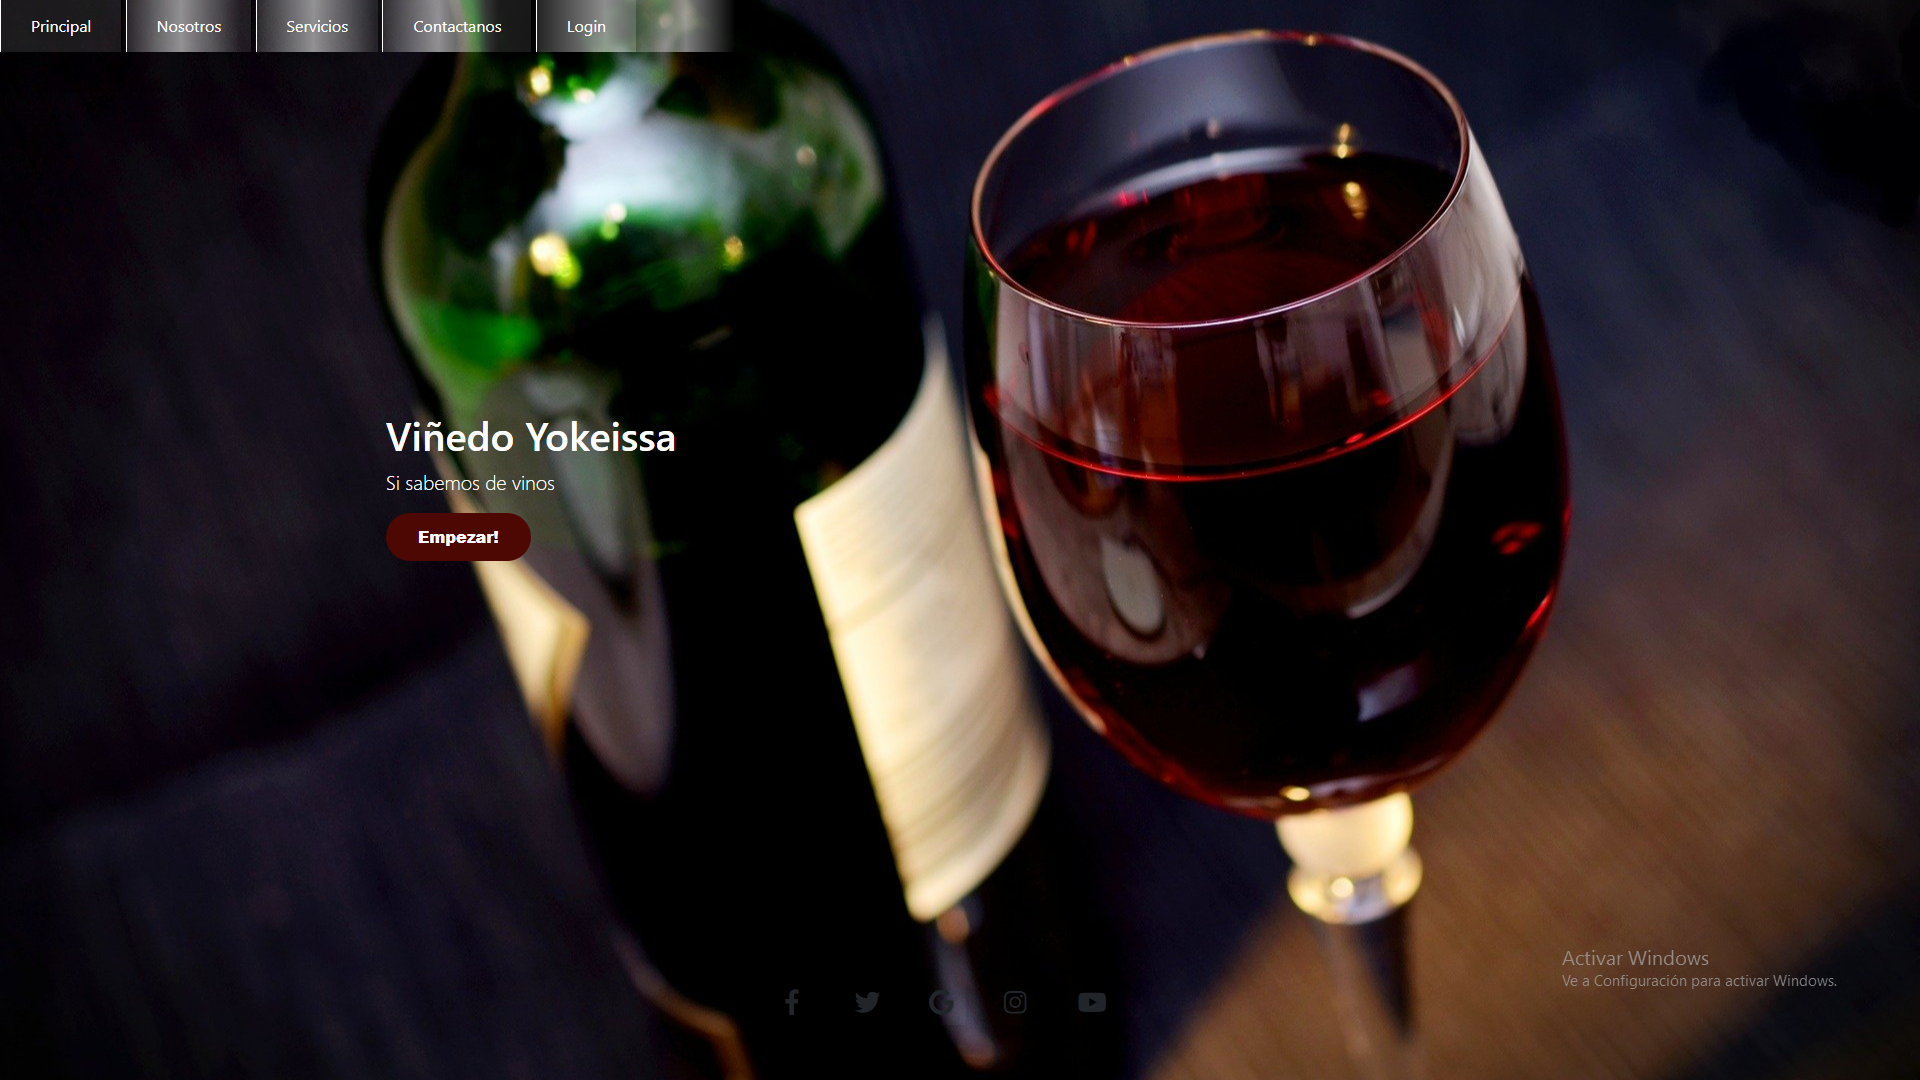 Principal
Nosotros
Servicios
Contactanos
Login
Viñedo Yokeissa
Si sabemos de vinos
Empezar!
Activar Windows
Ve a Configuración para activar Windows.